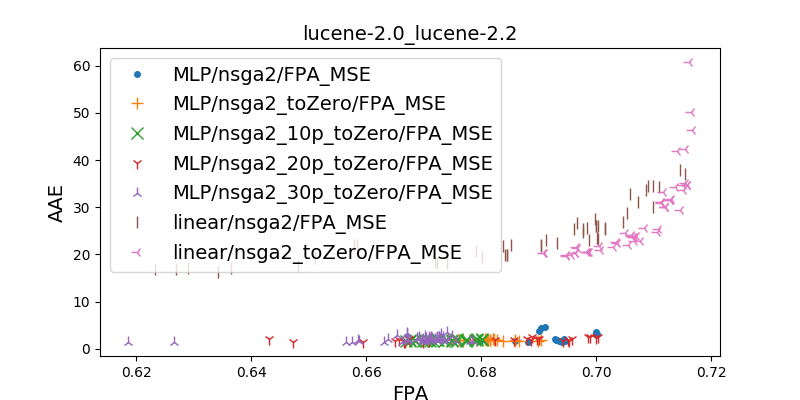 lucene-2.0_lucene-2.2
60
50
40
30
20
10
0
AAE
MLP/nsga2/FPA_MSE
MLP/nsga2_toZero/FPA_MSE
MLP/nsga2_10p_toZero/FPA_MSE
MLP/nsga2_20p_toZero/FPA_MSE
MLP/nsga2_30p_toZero/FPA_MSE
linear/nsga2/FPA_MSE
linear/nsga2_toZero/FPA_MSE
0.62 0.64 0.66 0.68 0.70 0.72
FPA